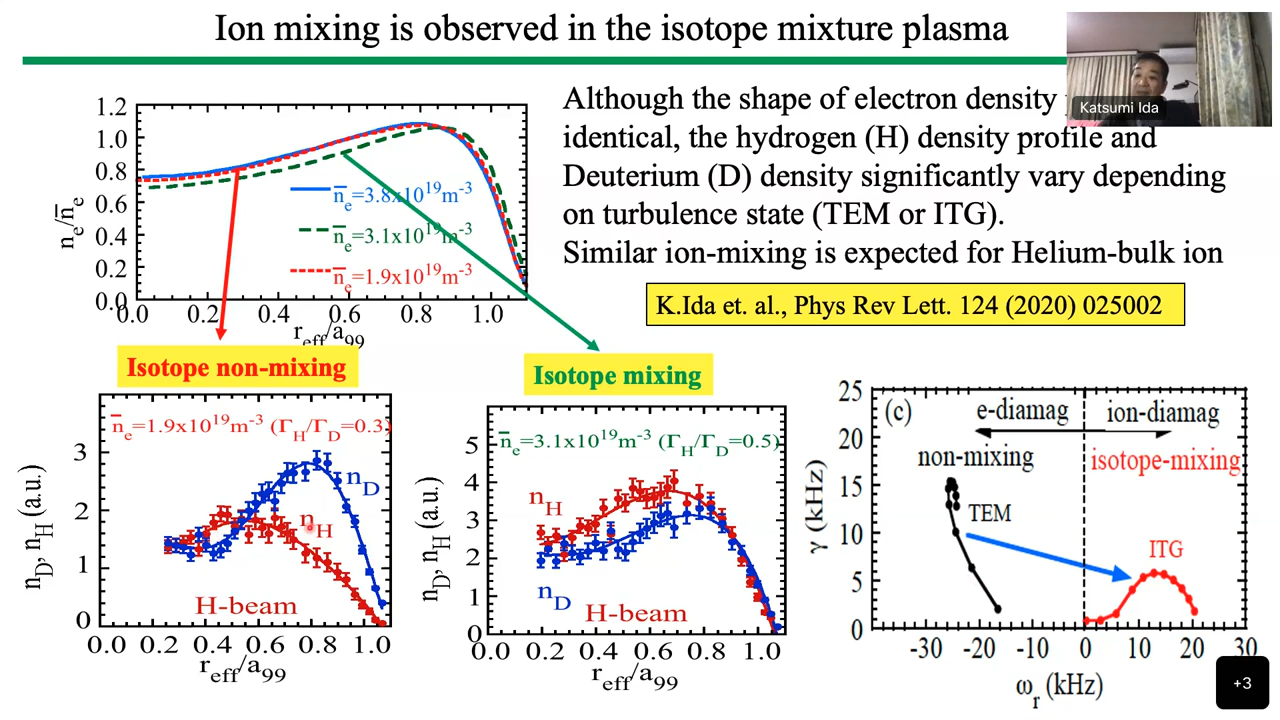 Ion mixing is observed in the isotope mixture plasma
Katsumi Ida
Although the shape of electron density
identical, the hydrogen (H) density profile and
Deuterium (D) density significantly vary depending
on turbulence state (TEM or ITG).
Similar ion-mixing is expected for Helium-bulk ion
K.Ida et. al., Phys Rev Lett. 124 (2020) 025002
1.2
1.0
0.8
0.6
0.4
0.2
0.0
n̅e=3.8x10¹⁹m⁻³
n̅e=3.1x10¹⁹m⁻³
n̅e=1.9x10¹⁹m⁻³
ne/n̅e
0.0 0.2 0.4 0.6 0.8 1.0
reff/a99
Isotope non-mixing
n̅e=1.9x10¹⁹m⁻³ (ΓH/ΓD=0.3)
3
2
1
0
nD
nH
H-beam
nD, nH (a.u.)
0.0 0.2 0.4 0.6 0.8 1.0
reff/a99
Isotope mixing
n̅e=3.1x10¹⁹m⁻³ (ΓH/ΓD=0.5)
5
4
3
2
1
0
nH
nD
H-beam
nD, nH (a.u.)
0.0 0.2 0.4 0.6 0.8 1.0
reff/a99
(c)
e-diamag
ion-diamag
non-mixing
isotope-mixing
TEM
ITG
25
20
15
10
5
0
γ (kHz)
-30 -20 -10 0 10 20 30
ωr (kHz)
+3